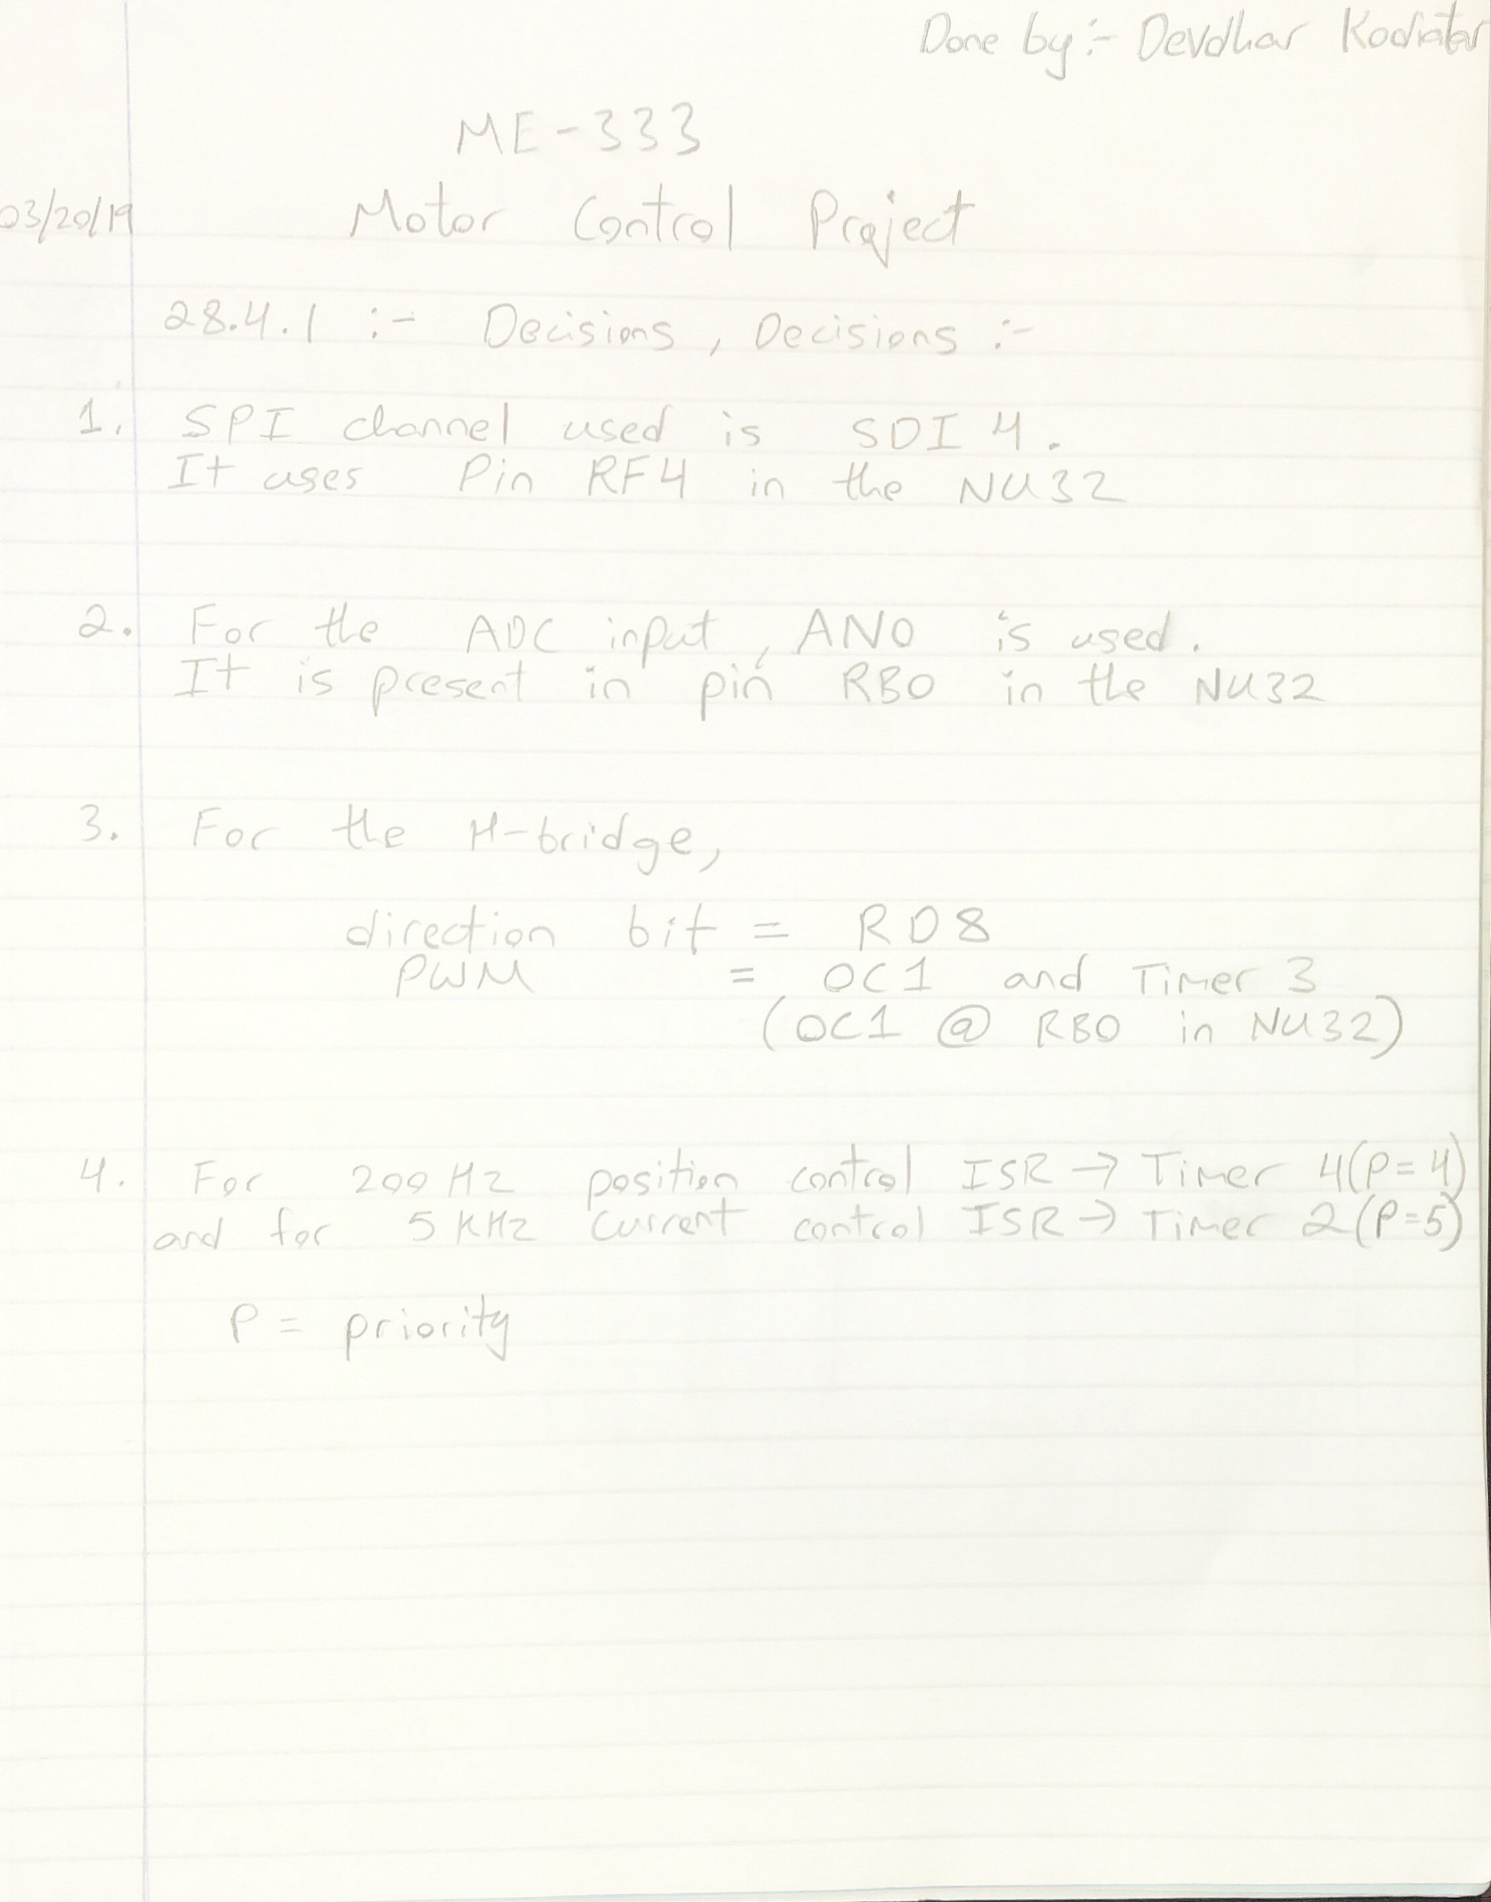 Done by :- Devdhar
ME-333
03/20/19 Motor Control Project
28.4.1 :- Decisions, Decisions :-
1. SPI channel used is SDI 4.
It uses Pin RF4 in the NU32
2. For the ADC input, AN0 is used.
It is present in pin RB0 in the NU32
3. For the H-bridge,
direction bit = RD8
PWM = OC1 and Timer 3
(OC1 @ RB0 in NU32)
4. For 200 Hz position control ISR → Timer 4(P=4)
and for 5 KHz current control ISR → Timer 2(P=5)
P = priority